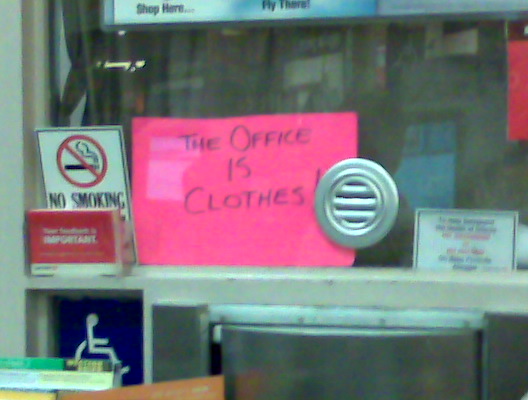 Shop Here...
Fly There!
THE OFFICE
IS
CLOTHES!
NO SMOKING
Your feedback is
IMPORTANT.